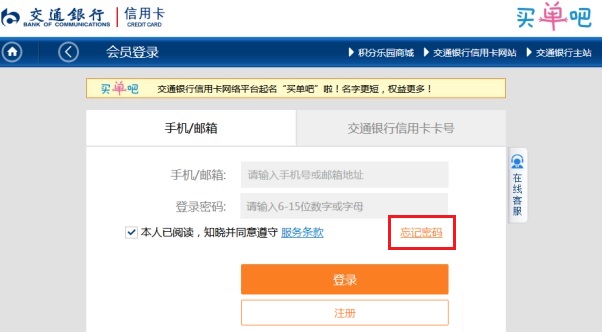 交通银行 信用卡 买单吧
BANK OF COMMUNICATIONS CREDIT CARD
会员登录 积分乐园商城 交通银行信用卡网站 交通银行主站
买单吧 交通银行信用卡网络平台起名“买单吧”啦！名字更短，权益更多！
手机/邮箱 交通银行信用卡卡号
手机/邮箱: 请输入手机号或邮箱地址
登录密码: 请输入6-15位数字或字母
本人已阅读，知晓并同意遵守 服务条款 忘记密码
登录
注册
在线客服